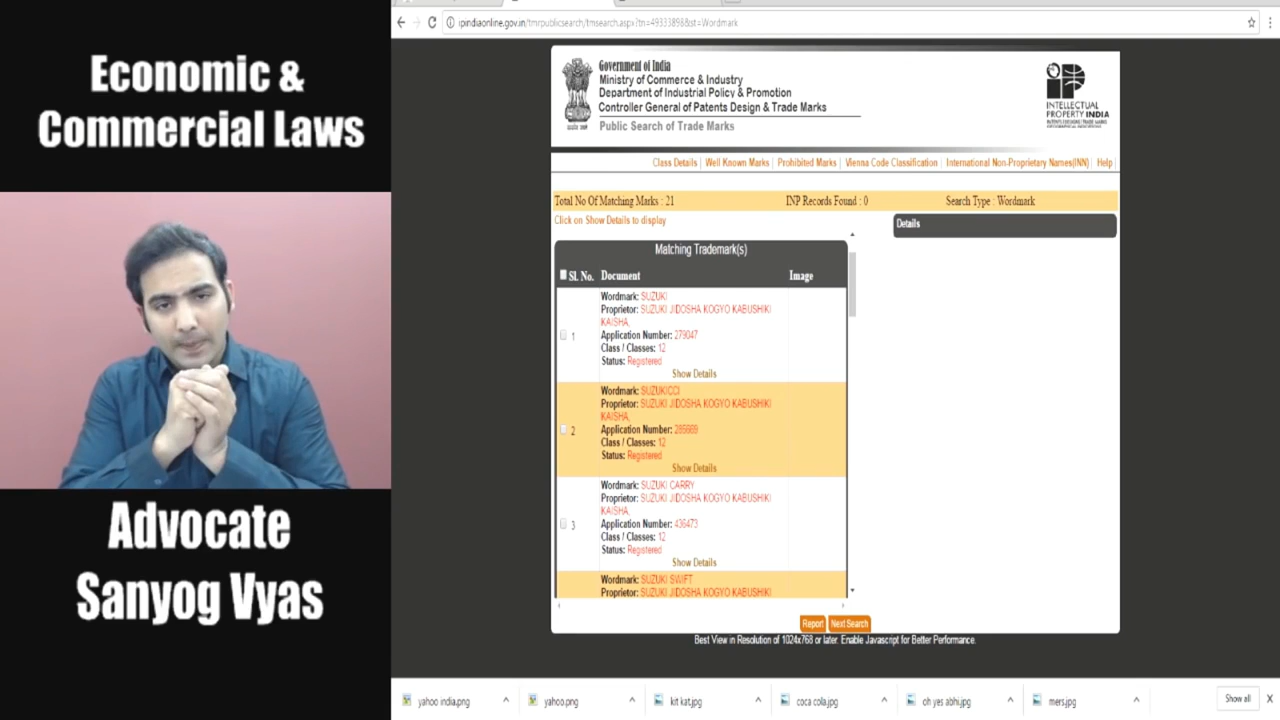 Economic &
Commercial Laws
Advocate
Sanyog Vyas
ipindiaonline.gov.in/tmrpublicsearch/tmsearch.aspx?tn=4933389&st=Wordmark
Government of India
Ministry of Commerce & Industry
Department of Industrial Policy & Promotion
Controller General of Patents Design & Trade Marks
Public Search of Trade Marks
INTELLECTUAL
PROPERTY INDIA
Class Details | Well Known Marks | Prohibited Marks | Vienna Code Classification | International Non-Proprietary Names(INN) | Help |
Total No Of Matching Marks : 21 INP Records Found : 0 Search Type : Wordmark
Click on Show Details to display
Details
Matching Trademark(s)
Sl. No. Document Image
Wordmark: SUZUKI
Proprietor: SUZUKI JIDOSHA KOGYO KABUSHIKI
KAISHA,
1 Application Number: 279047
Class / Classes: 12
Status: Registered
Show Details
Wordmark: SUZUKICCI
Proprietor: SUZUKI JIDOSHA KOGYO KABUSHIKI
KAISHA,
2 Application Number:
Class / Classes: 12
Status: Registered
Show Details
Wordmark: SUZUKI CARRY
Proprietor: SUZUKI JIDOSHA KOGYO KABUSHIKI
KAISHA,
3 Application Number: 436473
Class / Classes: 12
Status: Registered
Show Details
Wordmark: SUZUKI SWIFT
Proprietor: SUZUKI JIDOSHA KOGYO KABUSHIKI
Report Next Search
Best View in Resolution of 1024x768 or later. Enable Javascript for Better Performance.
yahoo india.png yahoo.png kit kat.jpg coca cola.jpg oh yes abhi.jpg mers.jpg Show all X